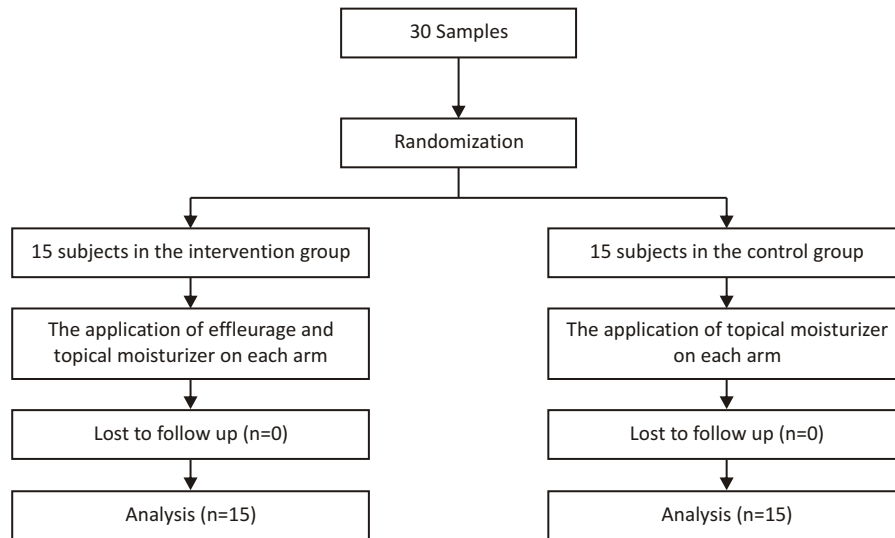 30 Samples
Randomization
15 subjects in the intervention group
The application of effleurage and
topical moisturizer on each arm
Lost to follow up (n=0)
Analysis (n=15)
15 subjects in the control group
The application of topical moisturizer
on each arm
Lost to follow up (n=0)
Analysis (n=15)